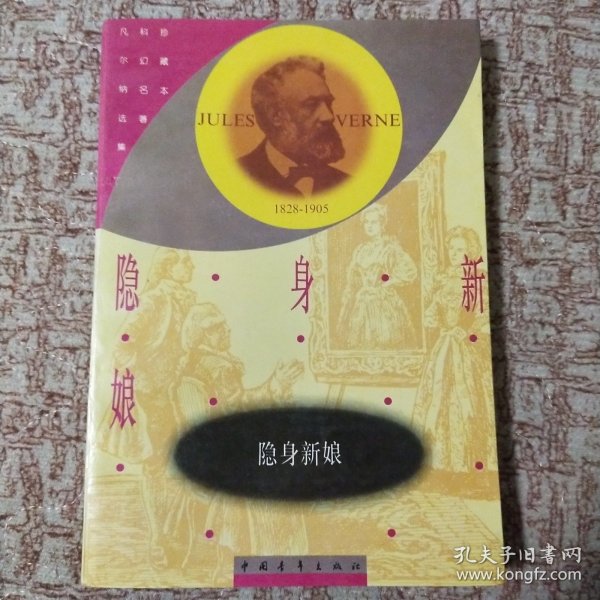 珍藏本
科幻名著
凡尔纳选集
JULES VERNE
1828-1905
隐身新娘
隐身新娘
中国青年出版社
孔夫子旧书网
www.kongfz.com